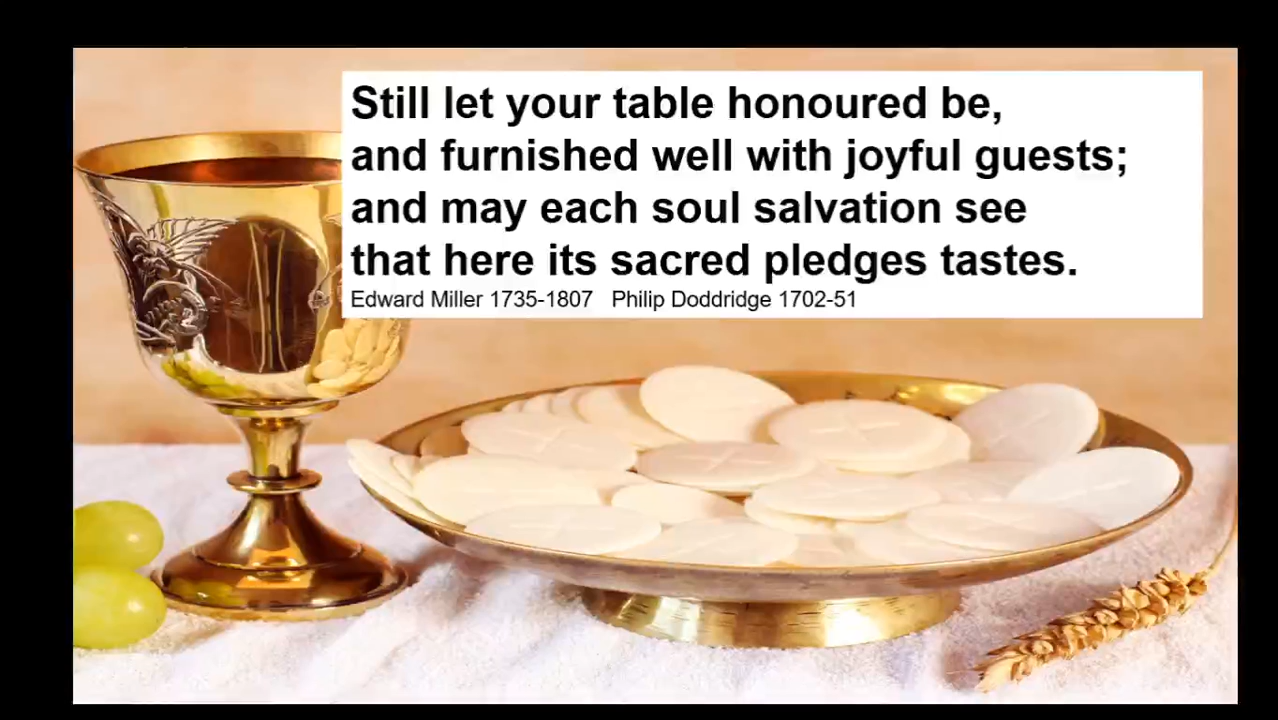 Still let your table honoured be,
and furnished well with joyful guests;
and may each soul salvation see
that here its sacred pledges tastes.
Edward Miller 1735-1807 Philip Doddridge 1702-51